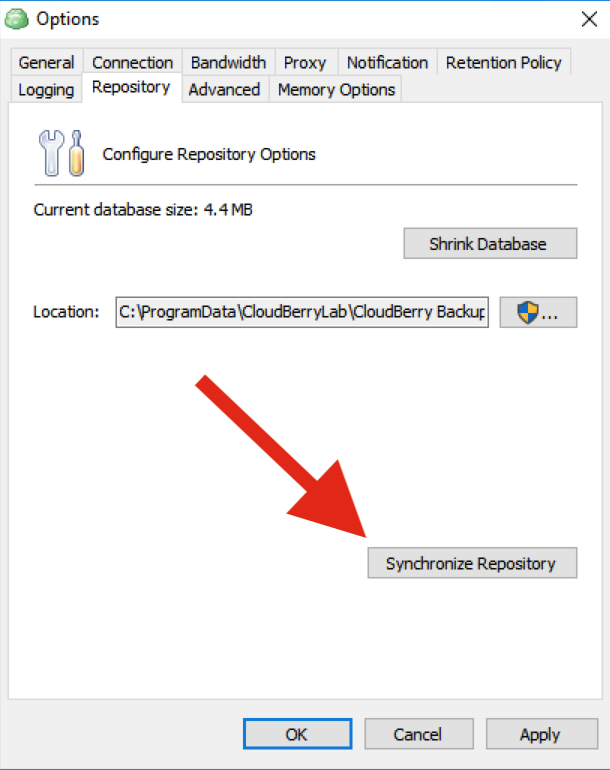 Options
General Connection Bandwidth Proxy Notification Retention Policy
Logging Repository Advanced Memory Options
Configure Repository Options
Current database size: 4.4 MB
Shrink Database
Location: C:\ProgramData\CloudBerryLab\CloudBerry Backup ...
Synchronize Repository
OK Cancel Apply